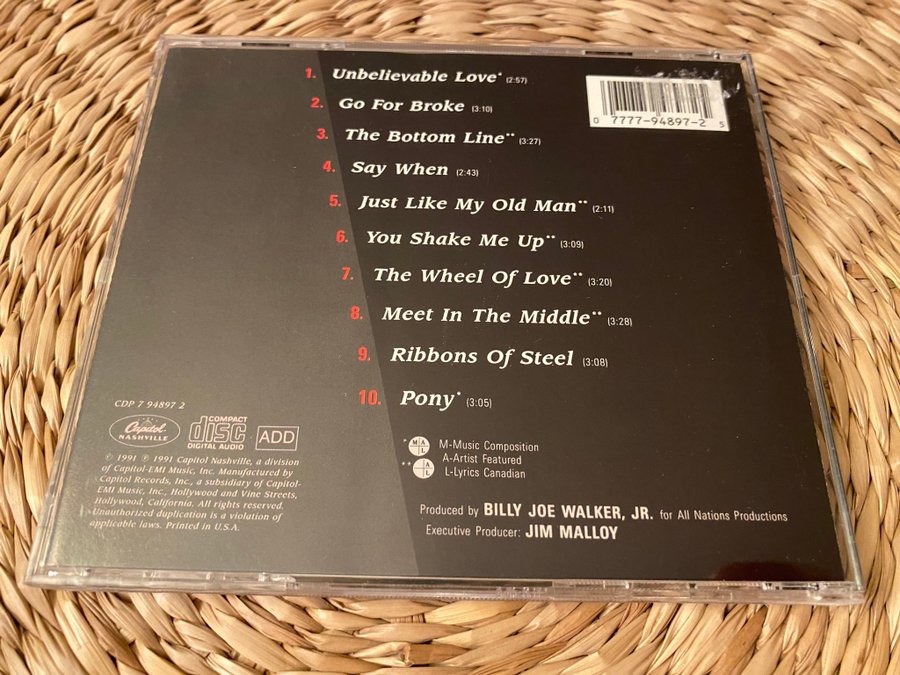 1. Unbelievable Love* (2:57)
2. Go For Broke (3:10)
3. The Bottom Line** (3:27)
4. Say When (2:43)
5. Just Like My Old Man** (2:11)
6. You Shake Me Up** (3:09)
7. The Wheel Of Love** (3:20)
8. Meet In The Middle** (3:28)
9. Ribbons Of Steel (3:08)
10. Pony* (3:05)
0 7777-94897-2 5
CDP 7 94897 2
Capitol
NASHVILLE
COMPACT
disc
DIGITAL AUDIO
ADD
© 1991 ℗ 1991 Capitol Nashville, a division
of Capitol-EMI Music, Inc. Manufactured by
Capitol Records, Inc., a subsidiary of Capitol-
EMI Music, Inc., Hollywood and Vine Streets,
Hollywood, California. All rights reserved.
Unauthorized duplication is a violation of
applicable laws. Printed in U.S.A.
* M A L
** A L
M-Music Composition
A-Artist Featured
L-Lyrics Canadian
Produced by BILLY JOE WALKER, JR. for All Nations Productions
Executive Producer: JIM MALLOY